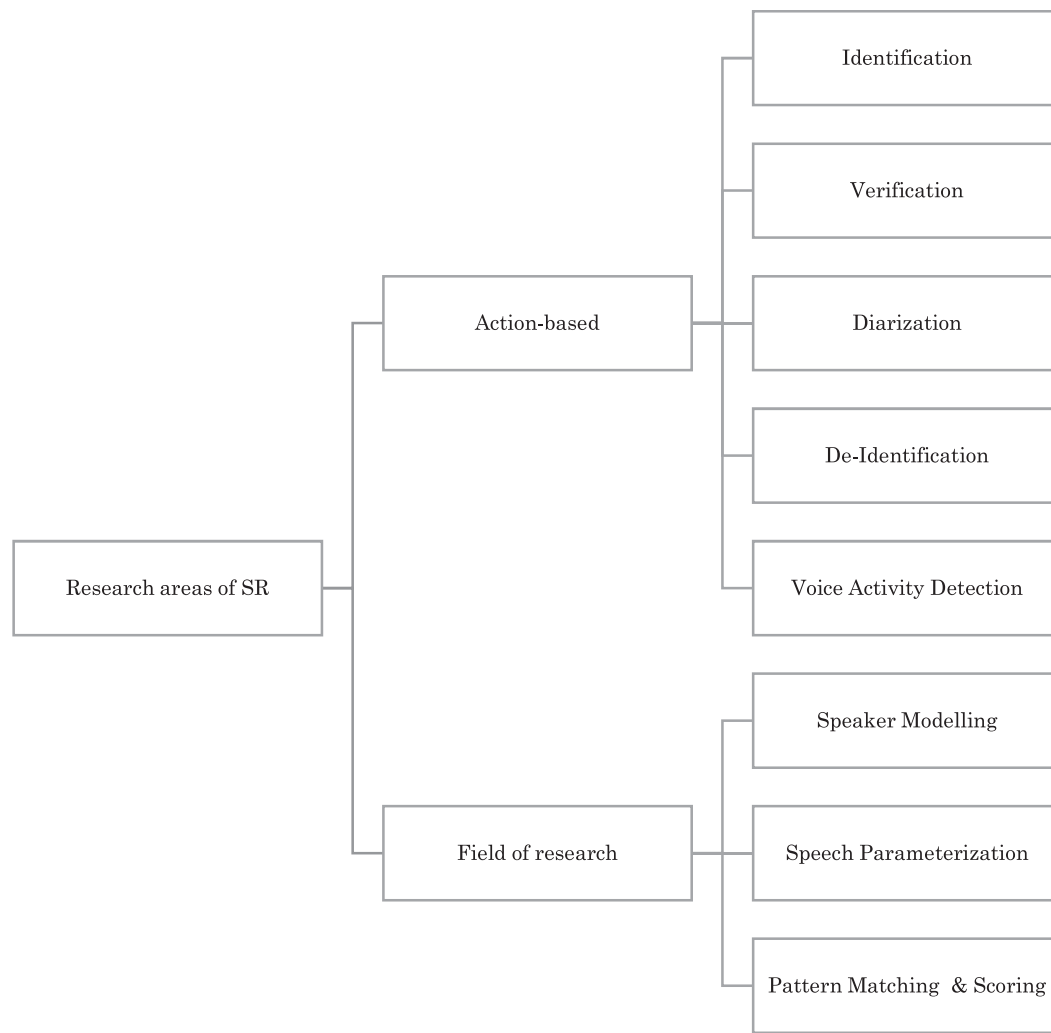 Research areas of SR
Action-based
Identification
Verification
Diarization
De-Identification
Voice Activity Detection
Field of research
Speaker Modelling
Speech Parameterization
Pattern Matching & Scoring